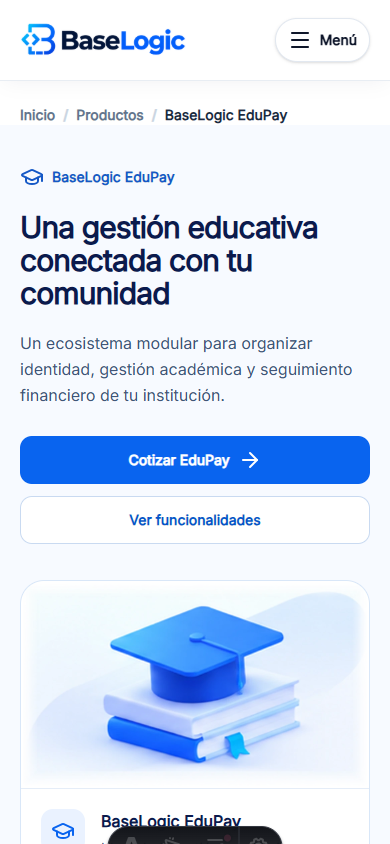 BaseLogic
Menú
Inicio / Productos / BaseLogic EduPay
BaseLogic EduPay
Una gestión educativa
conectada con tu
comunidad
Un ecosistema modular para organizar
identidad, gestión académica y seguimiento
financiero de tu institución.
Cotizar EduPay
Ver funcionalidades
BaseLogic EduPay